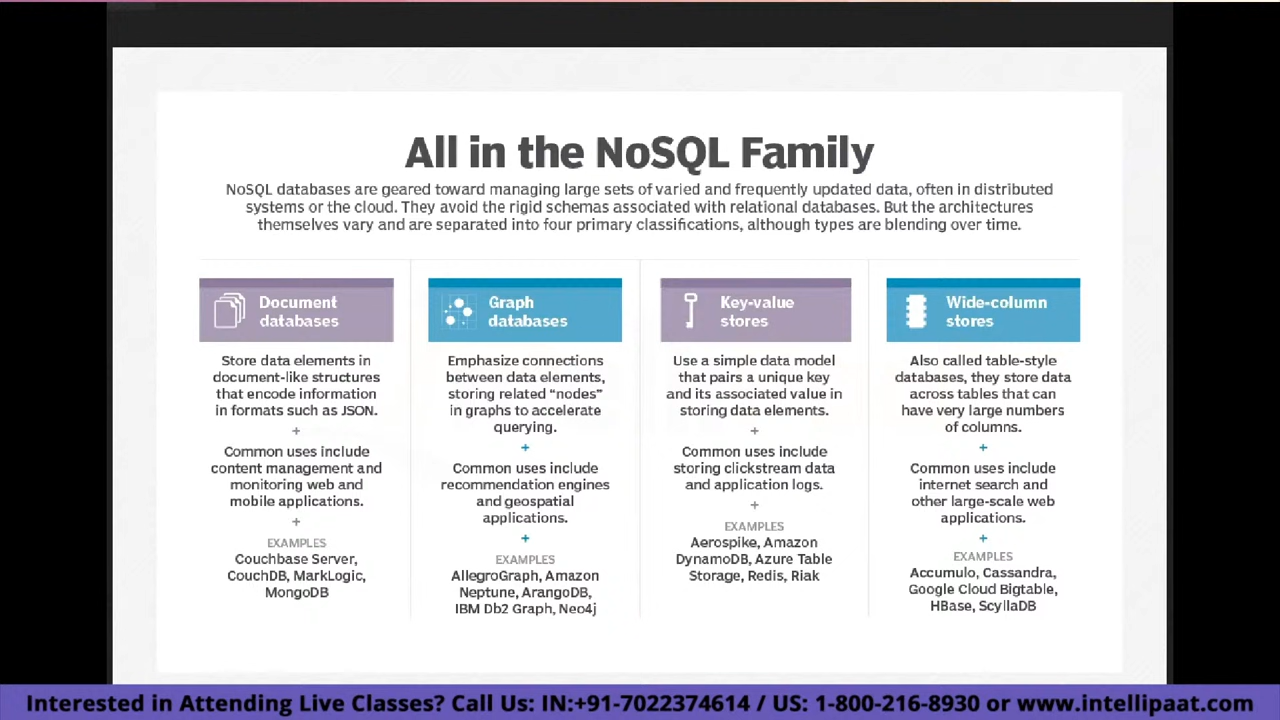 All in the NoSQL Family
NoSQL databases are geared toward managing large sets of varied and frequently updated data, often in distributed
systems or the cloud. They avoid the rigid schemas associated with relational databases. But the architectures
themselves vary and are separated into four primary classifications, although types are blending over time.
Document
databases
Store data elements in
document-like structures
that encode information
in formats such as JSON.
+
Common uses include
content management and
monitoring web and
mobile applications.
+
EXAMPLES
Couchbase Server,
CouchDB, MarkLogic,
MongoDB
Graph
databases
Emphasize connections
between data elements,
storing related “nodes”
in graphs to accelerate
querying.
+
Common uses include
recommendation engines
and geospatial
applications.
+
EXAMPLES
AllegroGraph, Amazon
Neptune, ArangoDB,
IBM Db2 Graph, Neo4j
Key-value
stores
Use a simple data model
that pairs a unique key
and its associated value in
storing data elements.
+
Common uses include
storing clickstream data
and application logs.
+
EXAMPLES
Aerospike, Amazon
DynamoDB, Azure Table
Storage, Redis, Riak
Wide-column
stores
Also called table-style
databases, they store data
across tables that can
have very large numbers
of columns.
+
Common uses include
internet search and
other large-scale web
applications.
+
EXAMPLES
Accumulo, Cassandra,
Google Cloud Bigtable,
HBase, ScyllaDB
Interested in Attending Live Classes? Call Us: IN:+91-7022374614 / US: 1-800-216-8930 or www.intellipaat.com